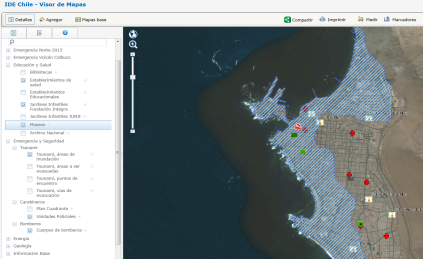 IDE Chile - Visor de Mapas
Detalles Agregar Mapas base
Compartir Imprimir Medir Marcadores
Emergencia Norte 2015
Emergencia Volcán Calbuco
Educación y Salud
Bibliotecas
Establecimientos de
salud
Establecimientos
Educacionales
Jardines Infantiles
Fundación Integra
Jardines Infantiles JUNJI
Museos
Archivo Nacional
Emergencia y Seguridad
Tsunami
Tsunami, áreas de
inundación
Tsunami, áreas a ser
evacuadas
Tsunami, puntos de
encuentro
Tsunami, vías de
evacuación
Carabineros
Plan Cuadrante
Unidades Policiales
Bomberos
Cuerpos de bomberos
Energía
Geología
Información Base